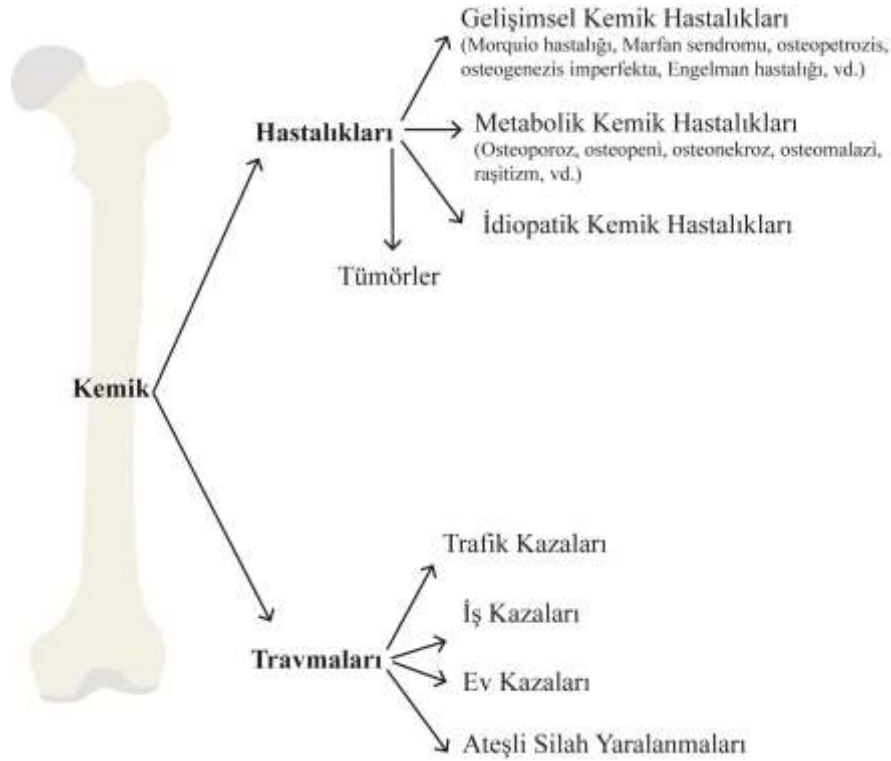 Gelişimsel Kemik Hastalıkları
(Morquio hastalığı, Marfan sendromu, osteopetrozis,
osteogenezis imperfekta, Engelman hastalığı, vd.)
Hastalıkları
Metabolik Kemik Hastalıkları
(Osteoporoz, osteopeni, osteonekroz, osteomalazi,
raşitizm, vd.)
İdiopatik Kemik Hastalıkları
Tümörler
Kemik
Trafik Kazaları
İş Kazaları
Travmaları
Ev Kazaları
Ateşli Silah Yaralanmaları